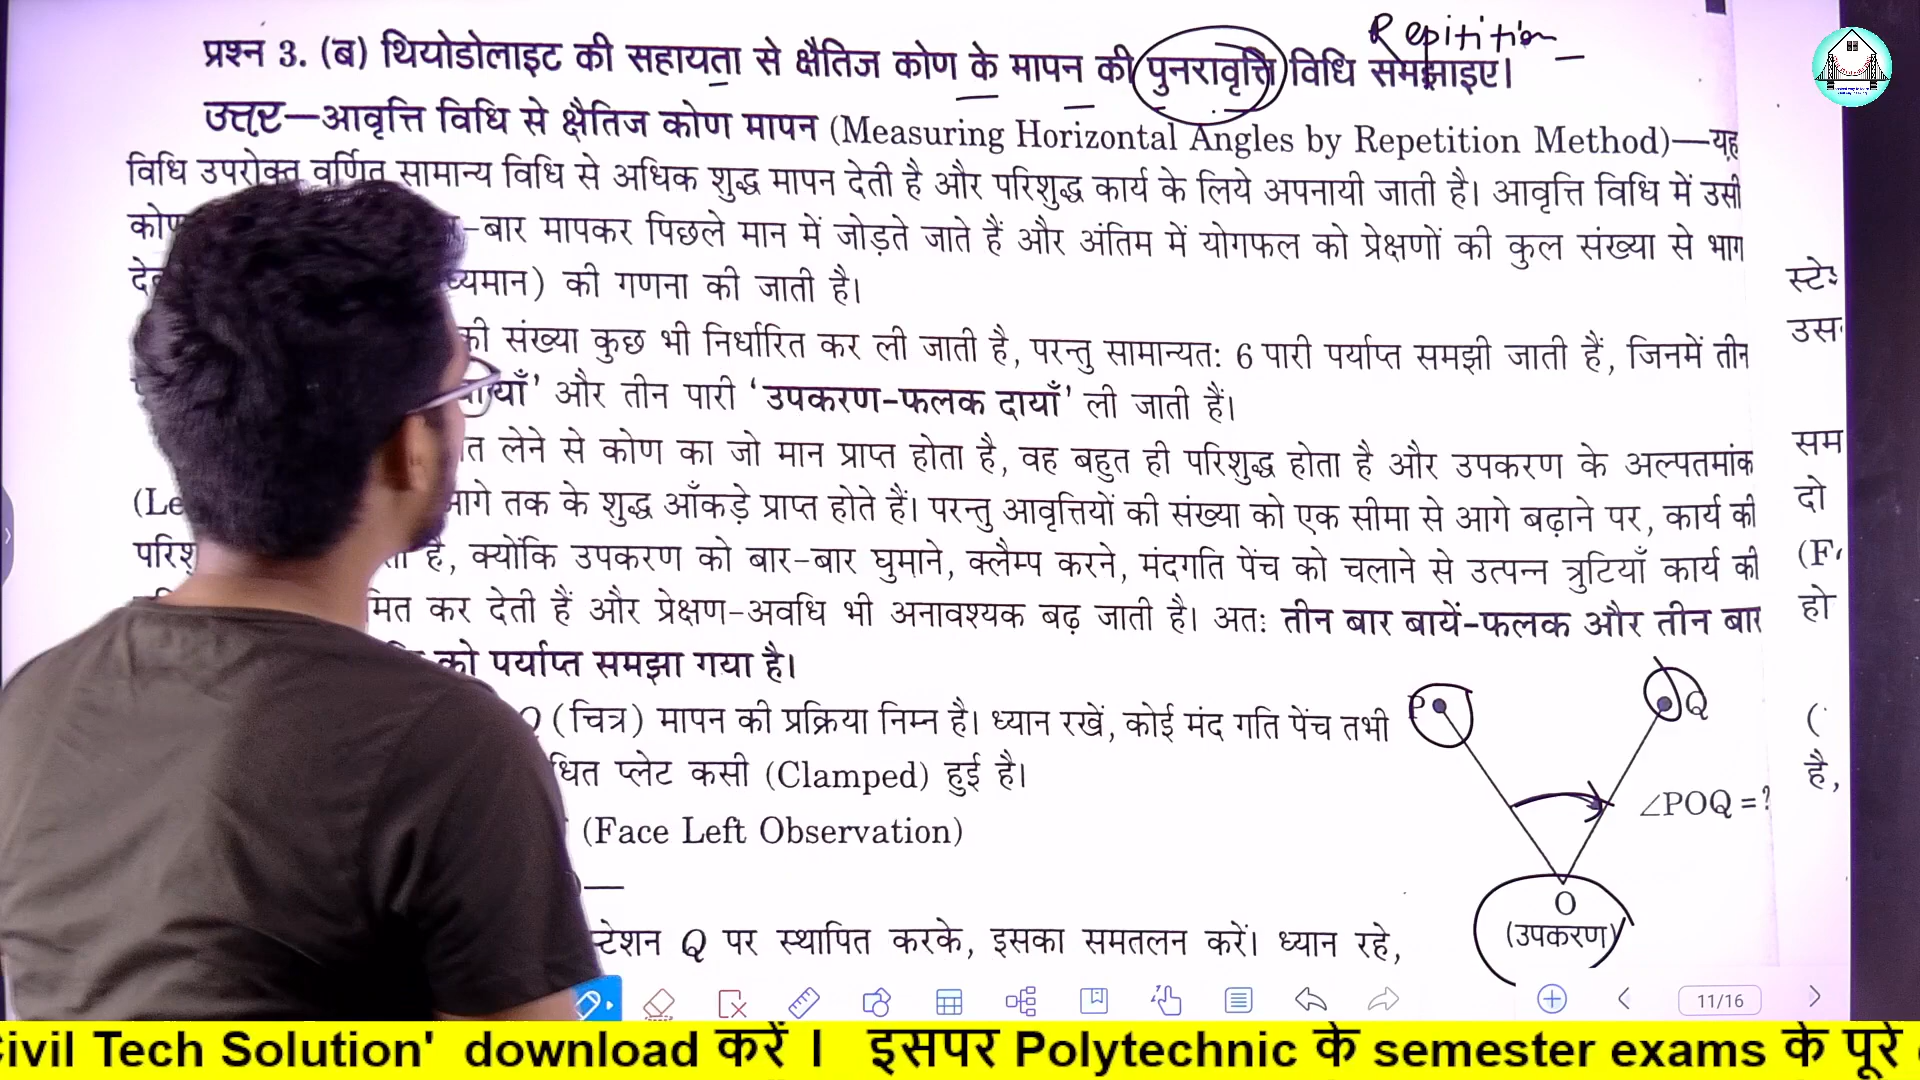 Repitition
प्रश्न 3. (ब) थियोडोलाइट की सहायता से क्षैतिज कोण के मापन की पुनरावृत्ति विधि समझाइए।
उत्तर—आवृत्ति विधि से क्षैतिज कोण मापन (Measuring Horizontal Angles by Repetition Method)—यह
विधि उपरोक्त वर्णित सामान्य विधि से अधिक शुद्ध मापन देती है और परिशुद्ध कार्य के लिये अपनायी जाती है। आवृत्ति विधि में उसी
कोण -बार मापकर पिछले मान में जोड़ते जाते हैं और अंतिम में योगफल को प्रेक्षणों की कुल संख्या से भाग
की गणना की जाती है।
की संख्या कुछ भी निर्धारित कर ली जाती है, परन्तु सामान्यत: 6 पारी पर्याप्त समझी जाती हैं, जिनमें तीन
और तीन पारी ‘उपकरण-फलक दायाँ’ ली जाती हैं।
लेने से कोण का जो मान प्राप्त होता है, वह बहुत ही परिशुद्ध होता है और उपकरण के अल्पतमांक
(Le आगे तक के शुद्ध आँकड़े प्राप्त होते हैं। परन्तु आवृत्तियों की संख्या को एक सीमा से आगे बढ़ाने पर, कार्य की
है, क्योंकि उपकरण को बार-बार घुमाने, क्लैम्प करने, मंदगति पेंच को चलाने से उत्पन्न त्रुटियाँ कार्य की
कर देती हैं और प्रेक्षण-अवधि भी अनावश्यक बढ़ जाती है। अतः तीन बार बायें-फलक और तीन बार
को पर्याप्त समझा गया है।
(चित्र) मापन की प्रक्रिया निम्न है। ध्यान रखें, कोई मंद गति पेंच तभी
प्लेट कसी (Clamped) हुई है।
(Face Left Observation)
Q पर स्थापित करके, इसका समतलन करें। ध्यान रहे,
P
Q
∠POQ = ?
O
(उपकरण)
उस
सम
दो
हो
है,
11/16
Civil Tech Solution' download करें I इसपर Polytechnic के semester exams के पूरे